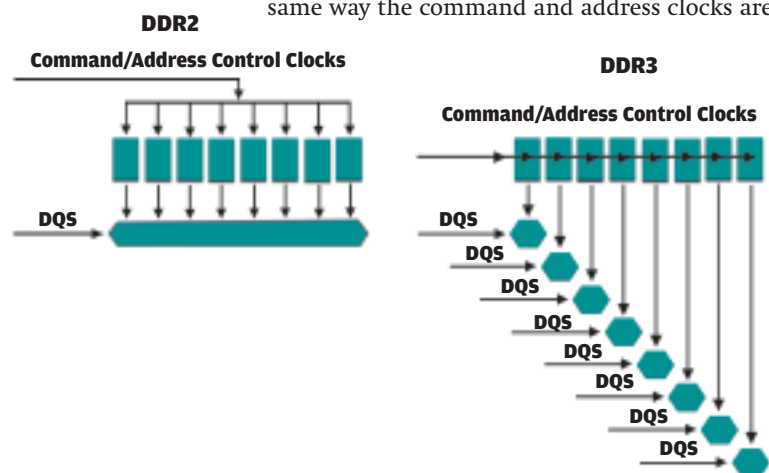 same way the command and address clocks are
DDR2
Command/Address Control Clocks
DQS
DDR3
Command/Address Control Clocks
DQS
DQS
DQS
DQS
DQS
DQS
DQS
DQS